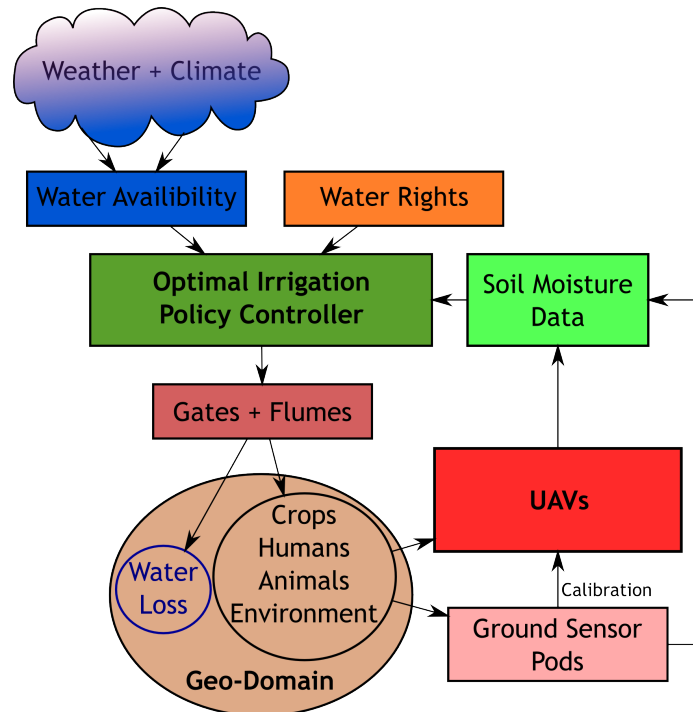 Weather + Climate
Water Availibility
Water Rights
Optimal Irrigation
Policy Controller
Soil Moisture
Data
Gates + Flumes
UAVs
Crops
Humans
Animals
Environment
Water
Loss
Calibration
Ground Sensor
Pods
Geo-Domain